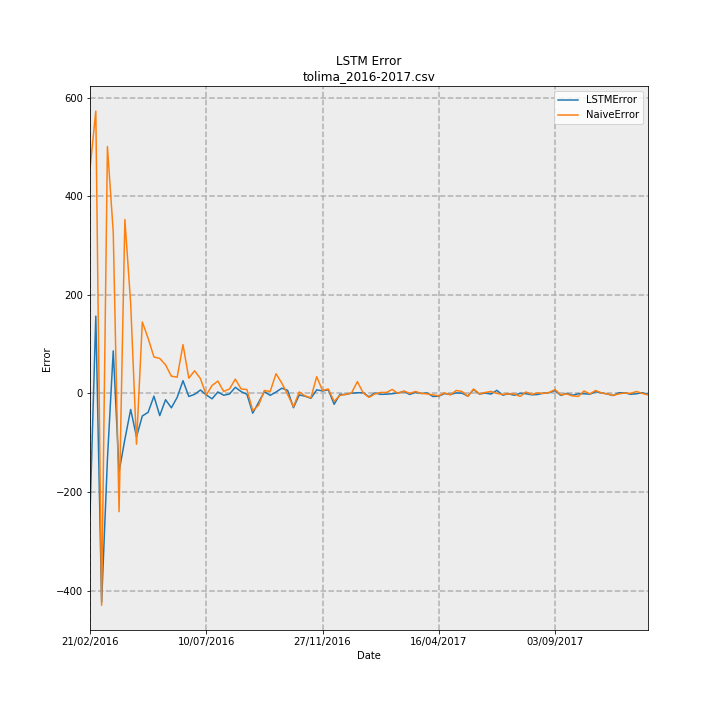 LSTM Error
tolima_2016-2017.csv
LSTMError
NaiveError
600
400
200
0
−200
−400
Error
21/02/2016
10/07/2016
27/11/2016
16/04/2017
03/09/2017
Date